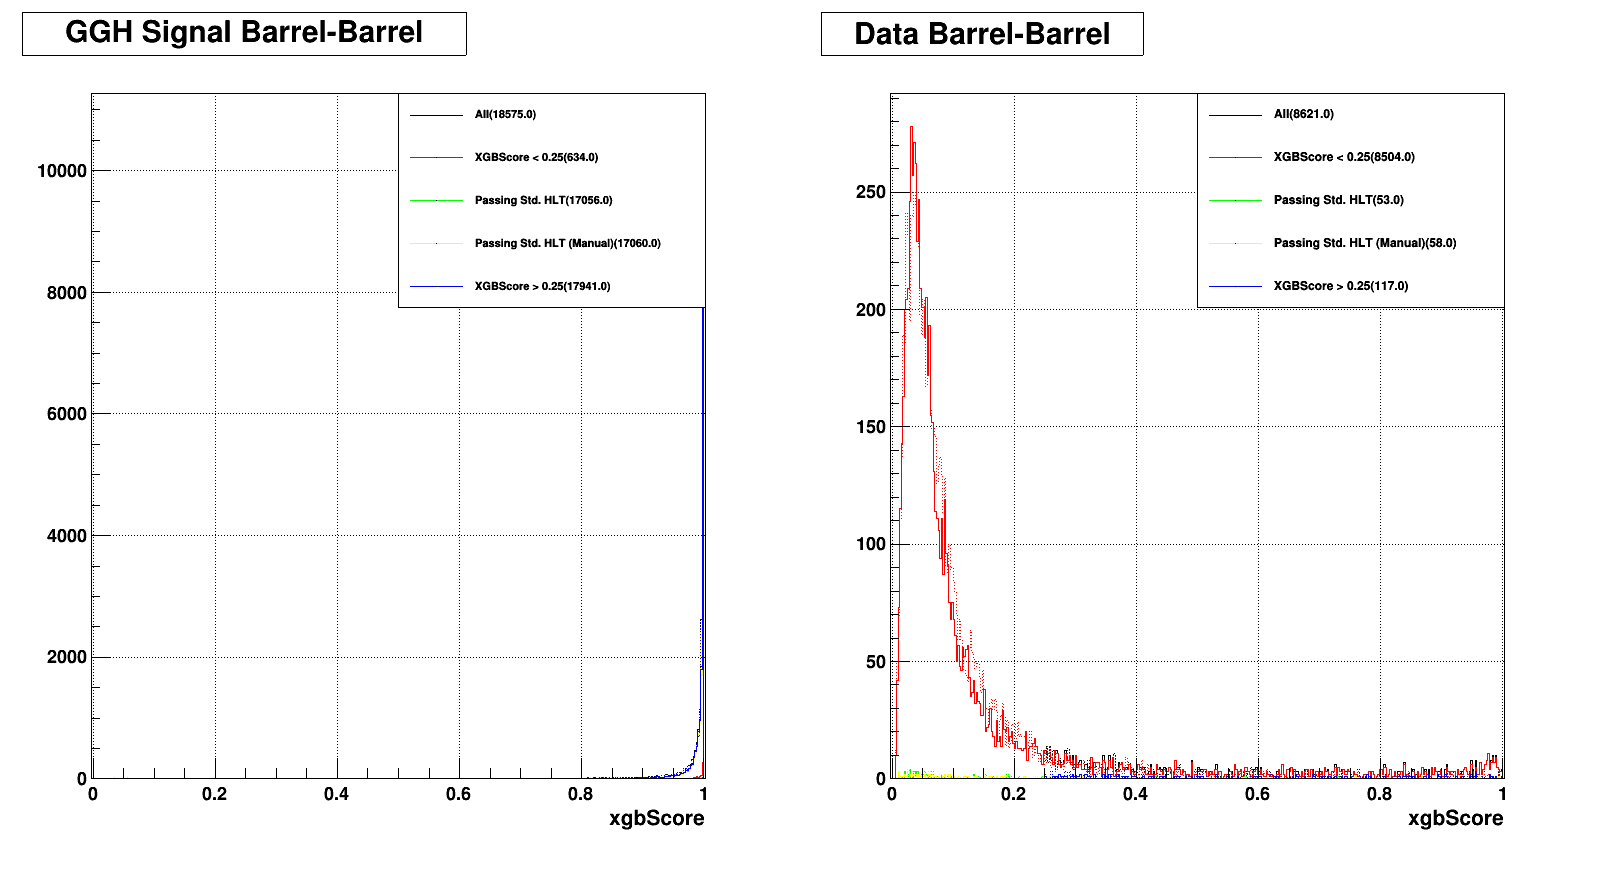 GGH Signal Barrel-Barrel
All(18575.0)
XGBScore < 0.25(634.0)
Passing Std. HLT(17056.0)
Passing Std. HLT (Manual)(17060.0)
XGBScore > 0.25(17941.0)
10000
8000
6000
4000
2000
0
0 0.2 0.4 0.6 0.8 1
xgbScore
Data Barrel-Barrel
All(8621.0)
XGBScore < 0.25(8504.0)
Passing Std. HLT(53.0)
Passing Std. HLT (Manual)(58.0)
XGBScore > 0.25(117.0)
250
200
150
100
50
0
0 0.2 0.4 0.6 0.8 1
xgbScore